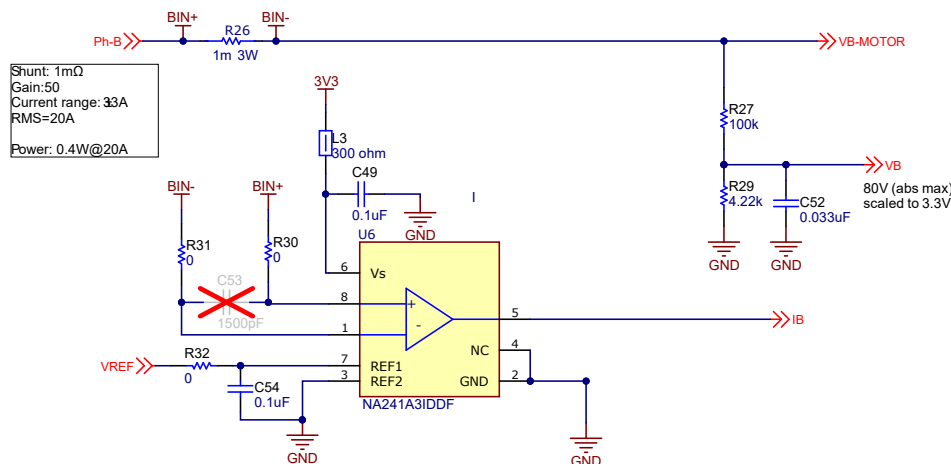 BIN+
BIN-
Ph-B
R26
1m 3W
VB-MOTOR
Shunt: 1mΩ
Gain:50
Current range: ±33A
RMS=20A
Power: 0.4W@20A
3V3
L3
300 ohm
R27
100k
C49
0.1uF
I
GND
VB
R29
4.22k
C52
0.033uF
80V (abs max)
scaled to 3.3V
GND
GND
BIN-
BIN+
R31
0
R30
0
C53
1500pF
U6
6
Vs
8
+
1
-
5
IB
NC
4
VREF
R32
0
7
REF1
3
REF2
GND
2
C54
0.1uF
NA241A3IDDF
GND
GND